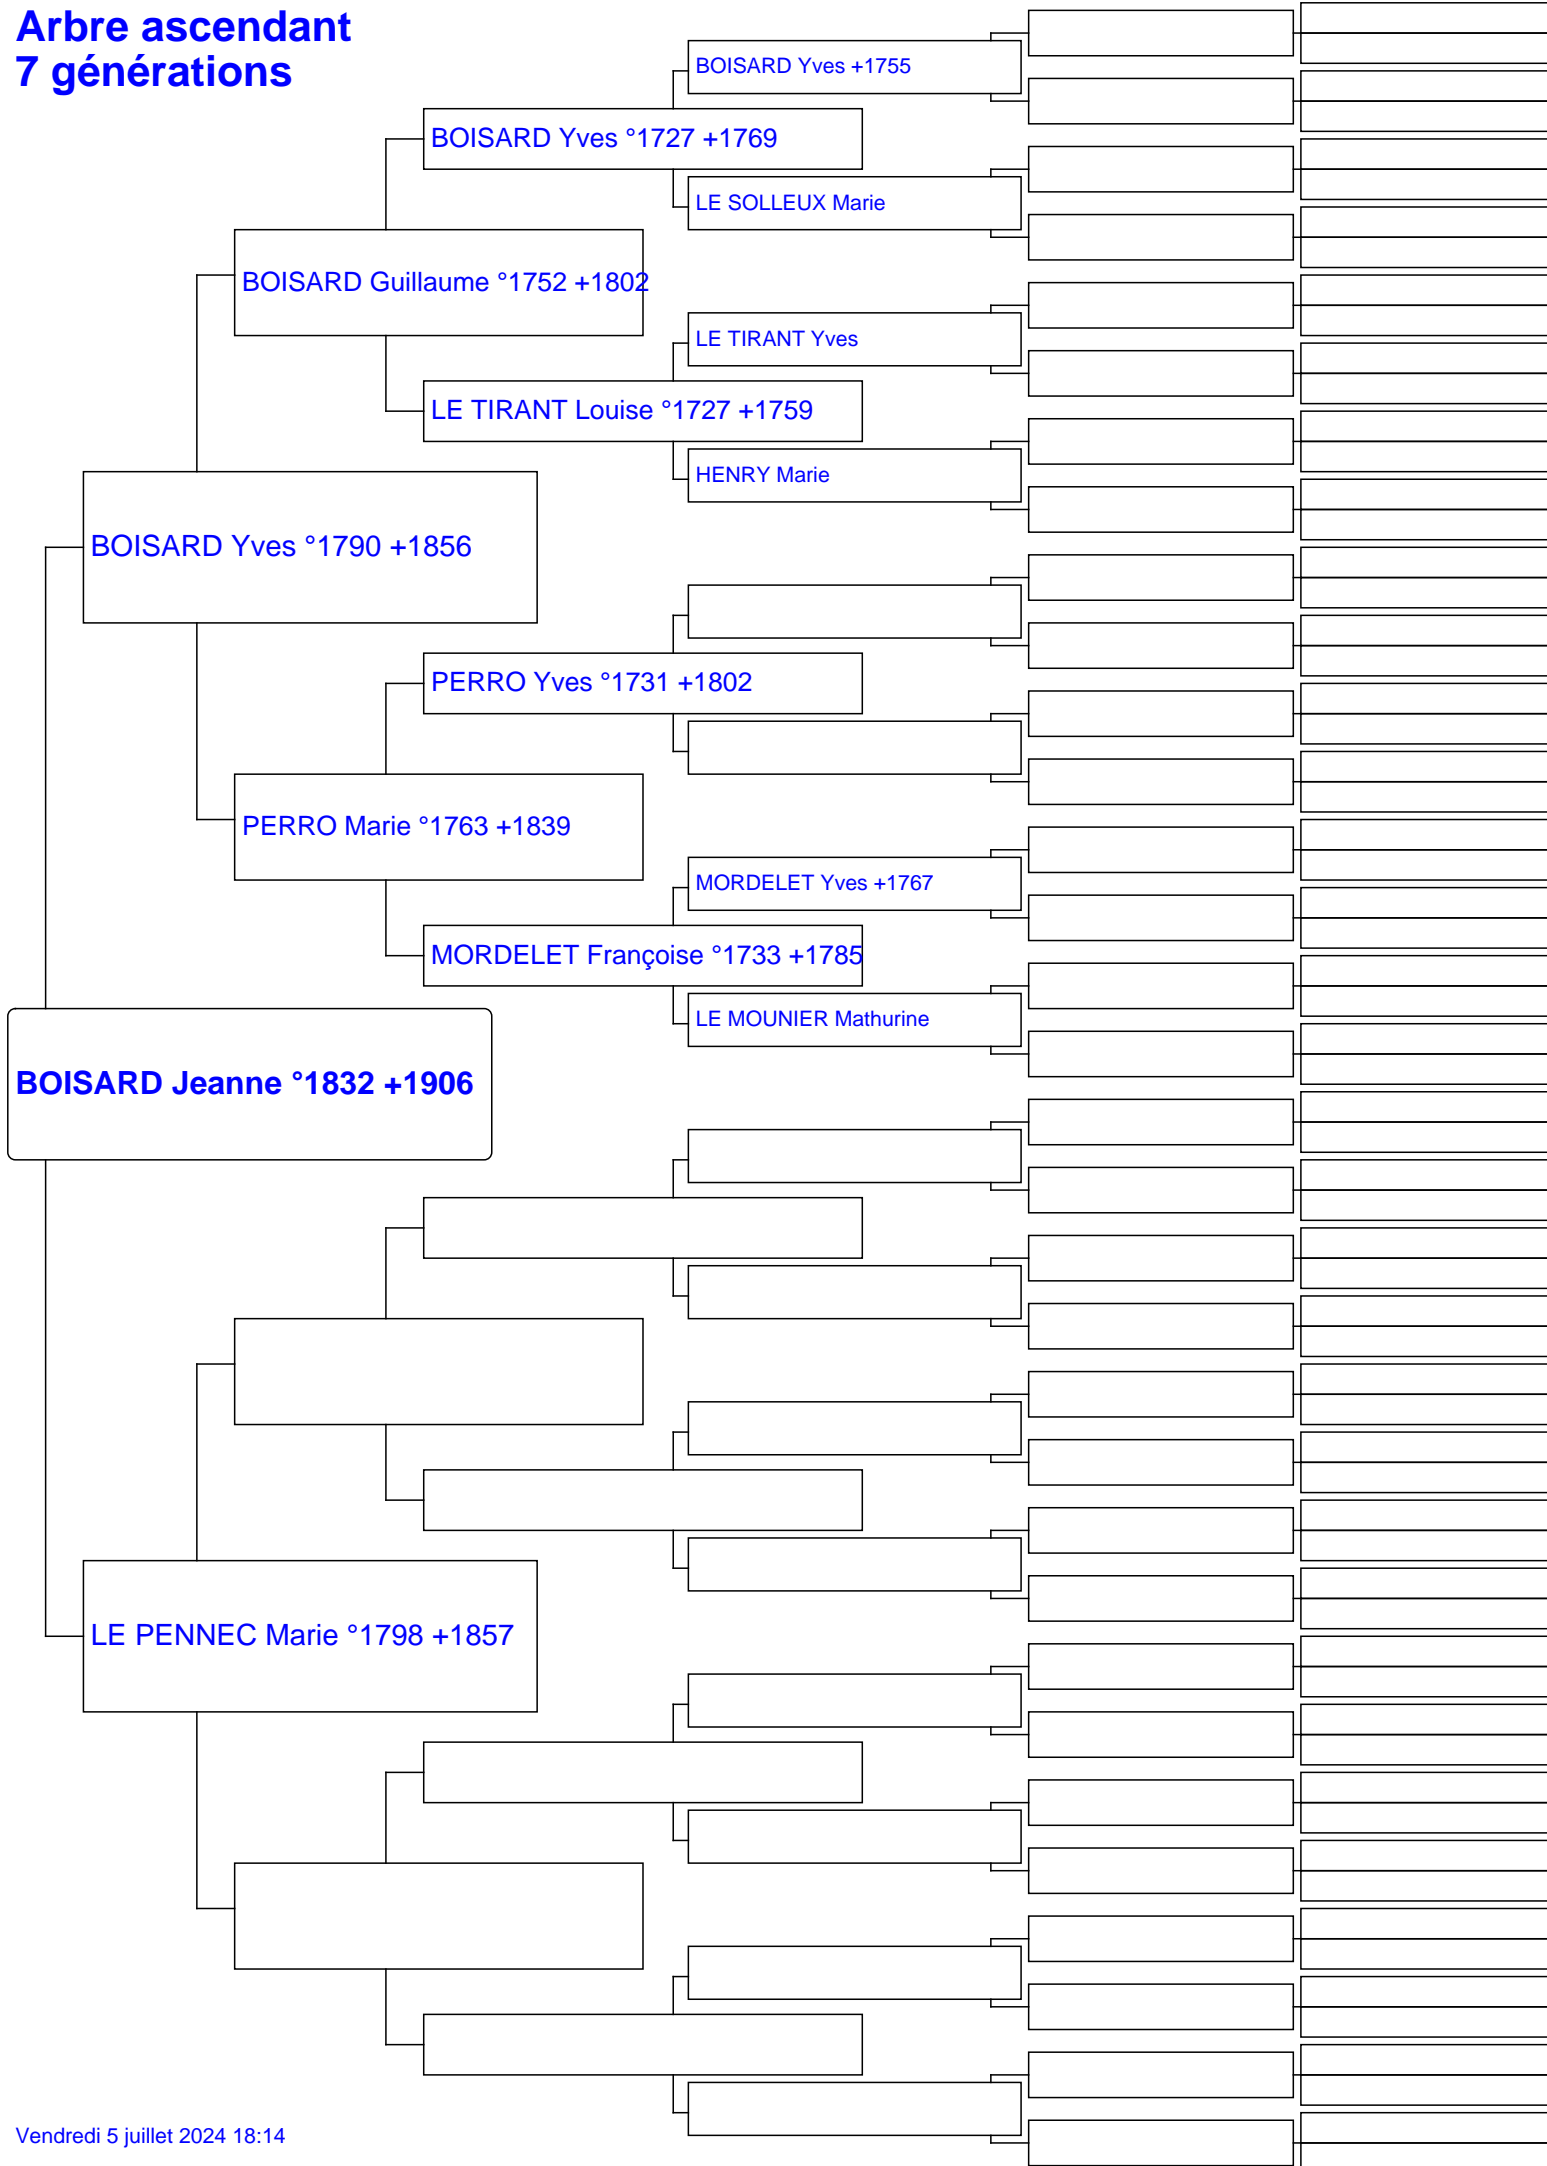 Arbre ascendant
7 générations
BOISARD Yves +1755
BOISARD Yves °1727 +1769
LE SOLLEUX Marie
BOISARD Guillaume °1752 +1802
LE TIRANT Yves
LE TIRANT Louise °1727 +1759
HENRY Marie
BOISARD Yves °1790 +1856
PERRO Yves °1731 +1802
PERRO Marie °1763 +1839
MORDELET Yves +1767
MORDELET Françoise °1733 +1785
LE MOUNIER Mathurine
BOISARD Jeanne °1832 +1906
LE PENNEC Marie °1798 +1857
Vendredi 5 juillet 2024 18:14